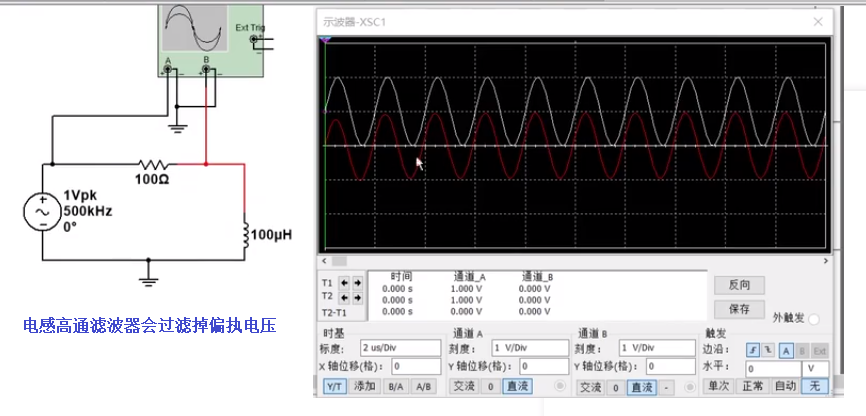 示波器-XSC1
Ext Trig
A
B
100Ω
1Vpk
500kHz
0°
100µH
电感高通滤波器会过滤掉偏执电压
T1
T2
T2-T1
时间
通道_A
通道_B
0.000 s
1.000 V
0.000 V
0.000 s
1.000 V
0.000 V
0.000 s
0.000 V
0.000 V
反向
保存
外触发
时基
标度:
2 us/Div
X 轴位移(格):
0
Y/T
添加
B/A
A/B
通道 A
刻度:
1 V/Div
Y 轴位移(格):
0
交流
0
直流
通道 B
刻度:
1 V/Div
Y 轴位移(格):
0
交流
0
直流
-
触发
边沿:
A
B
Ext
水平:
0
V
单次
正常
自动
无